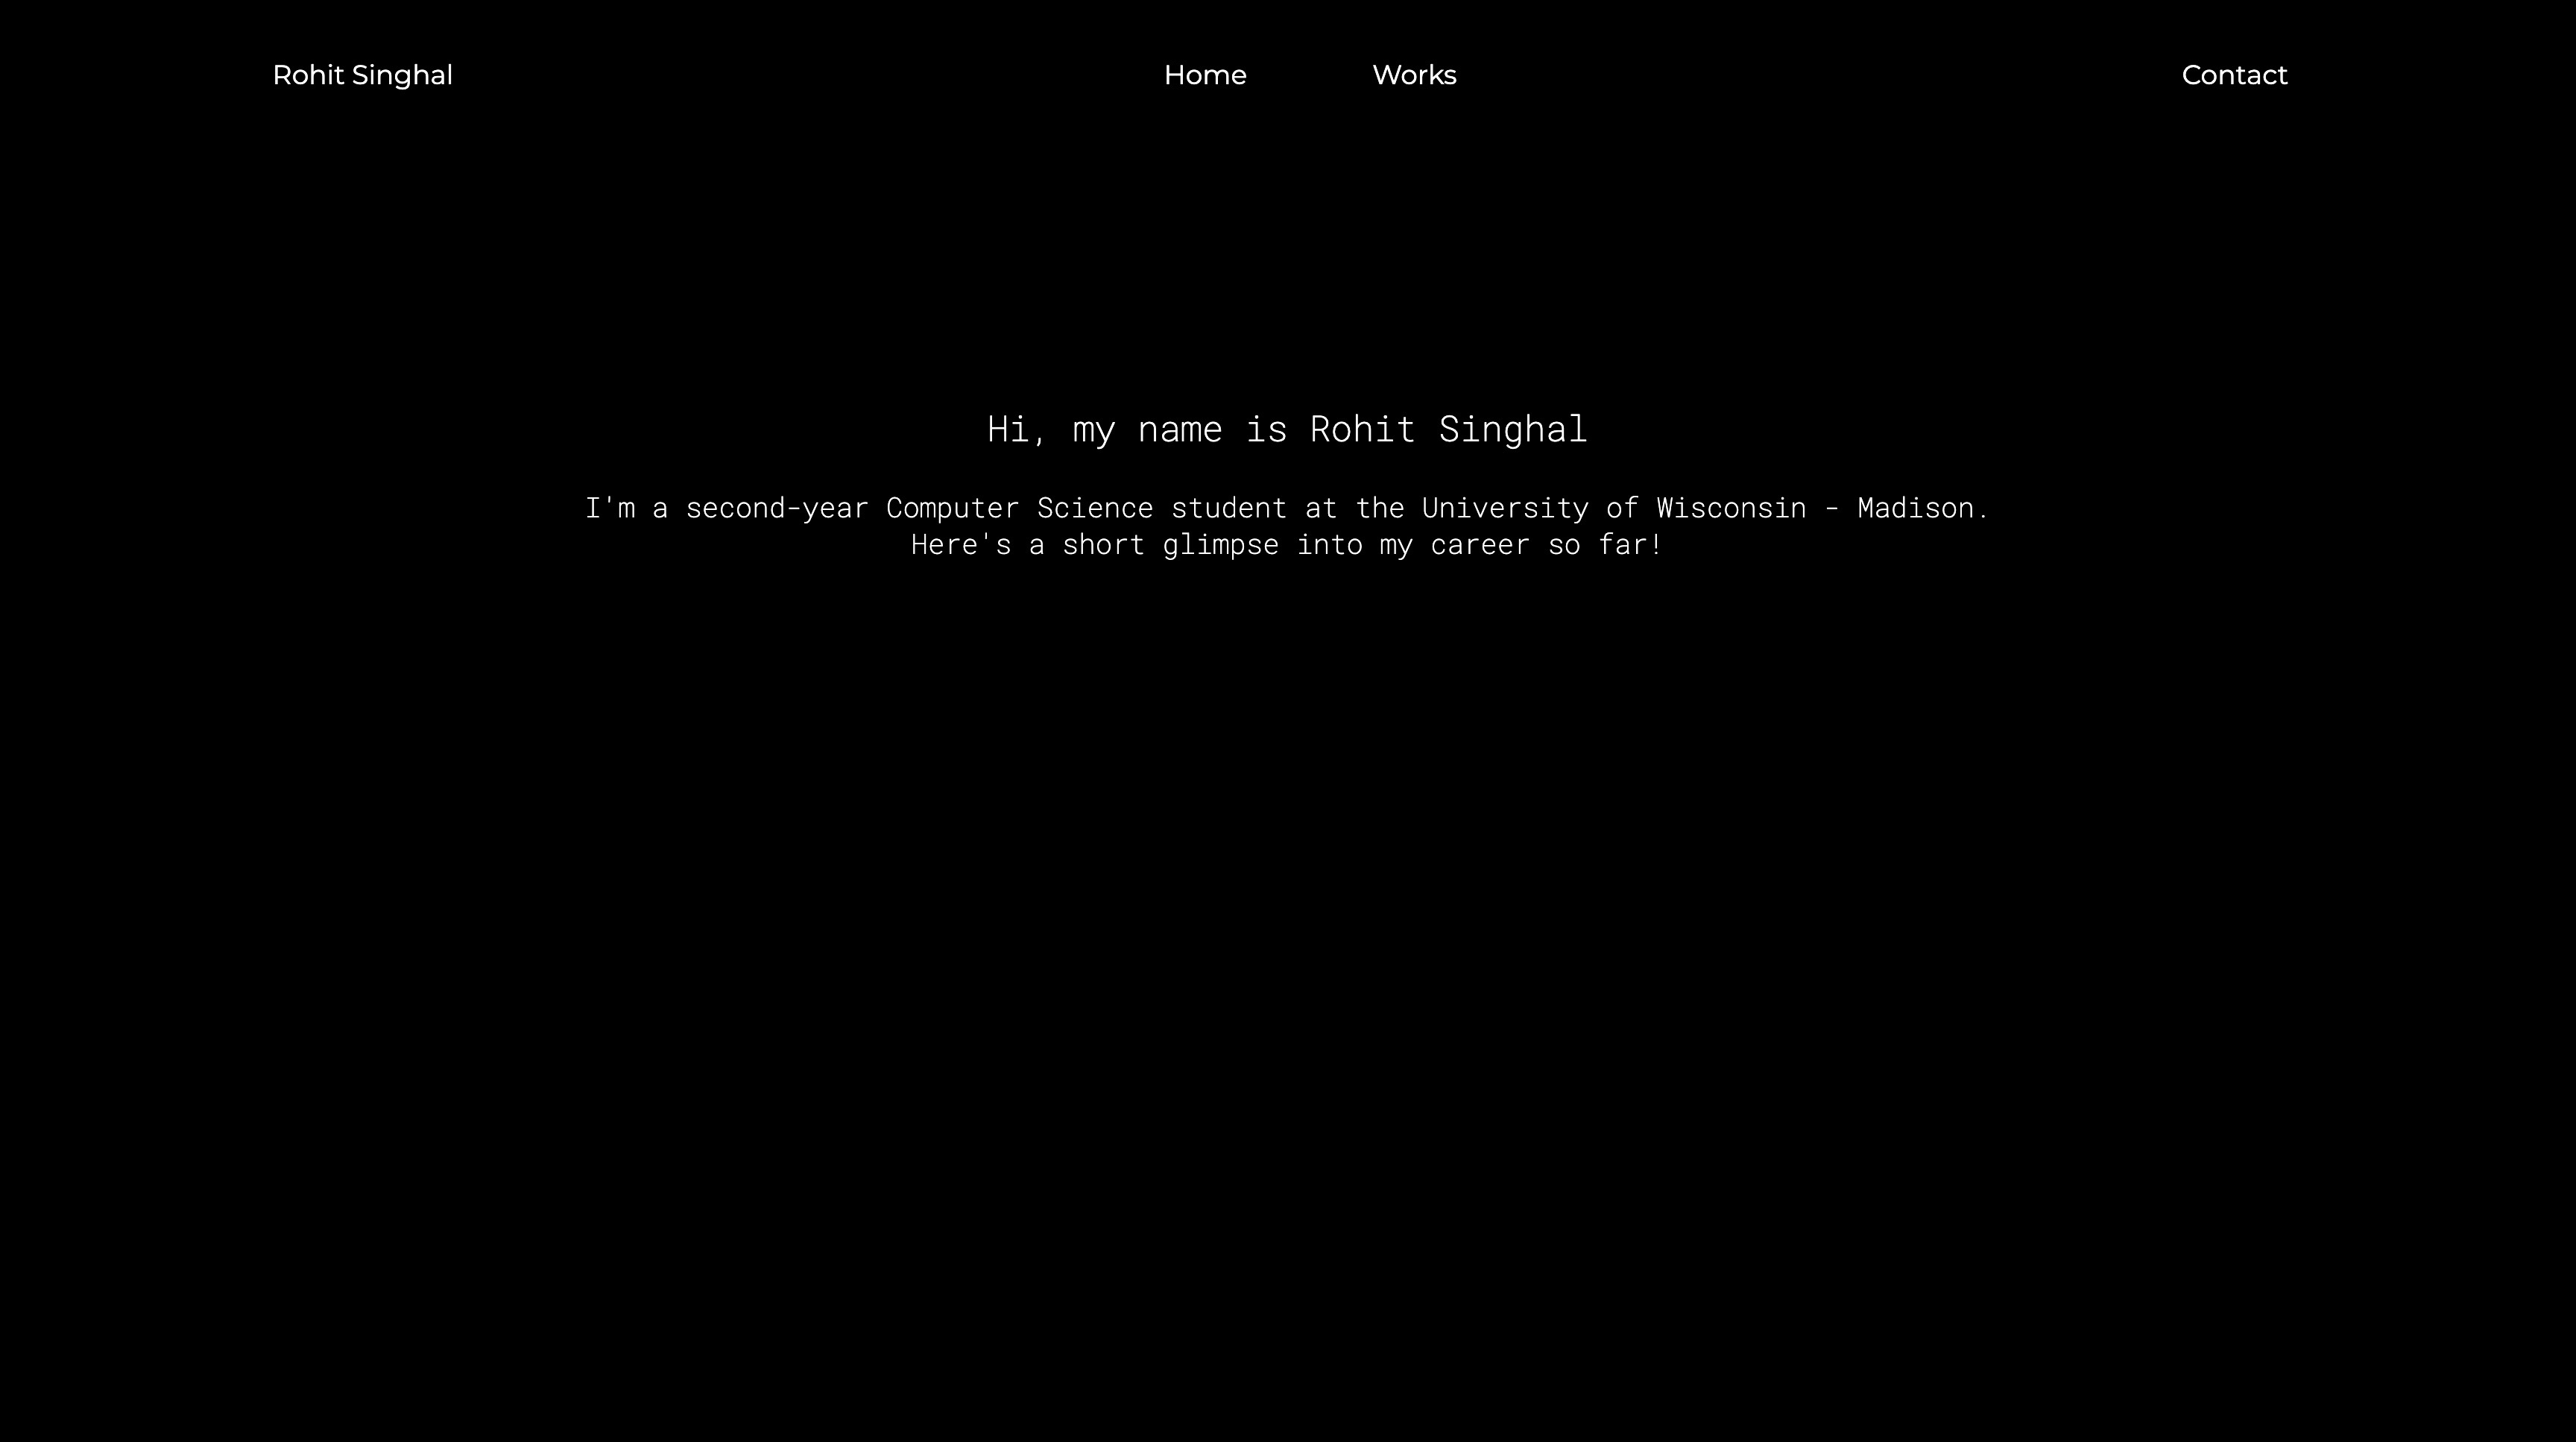 Rohit Singhal
Home
Works
Contact
Hi, my name is Rohit Singhal
I'm a second-year Computer Science student at the University of Wisconsin - Madison.
Here's a short glimpse into my career so far!